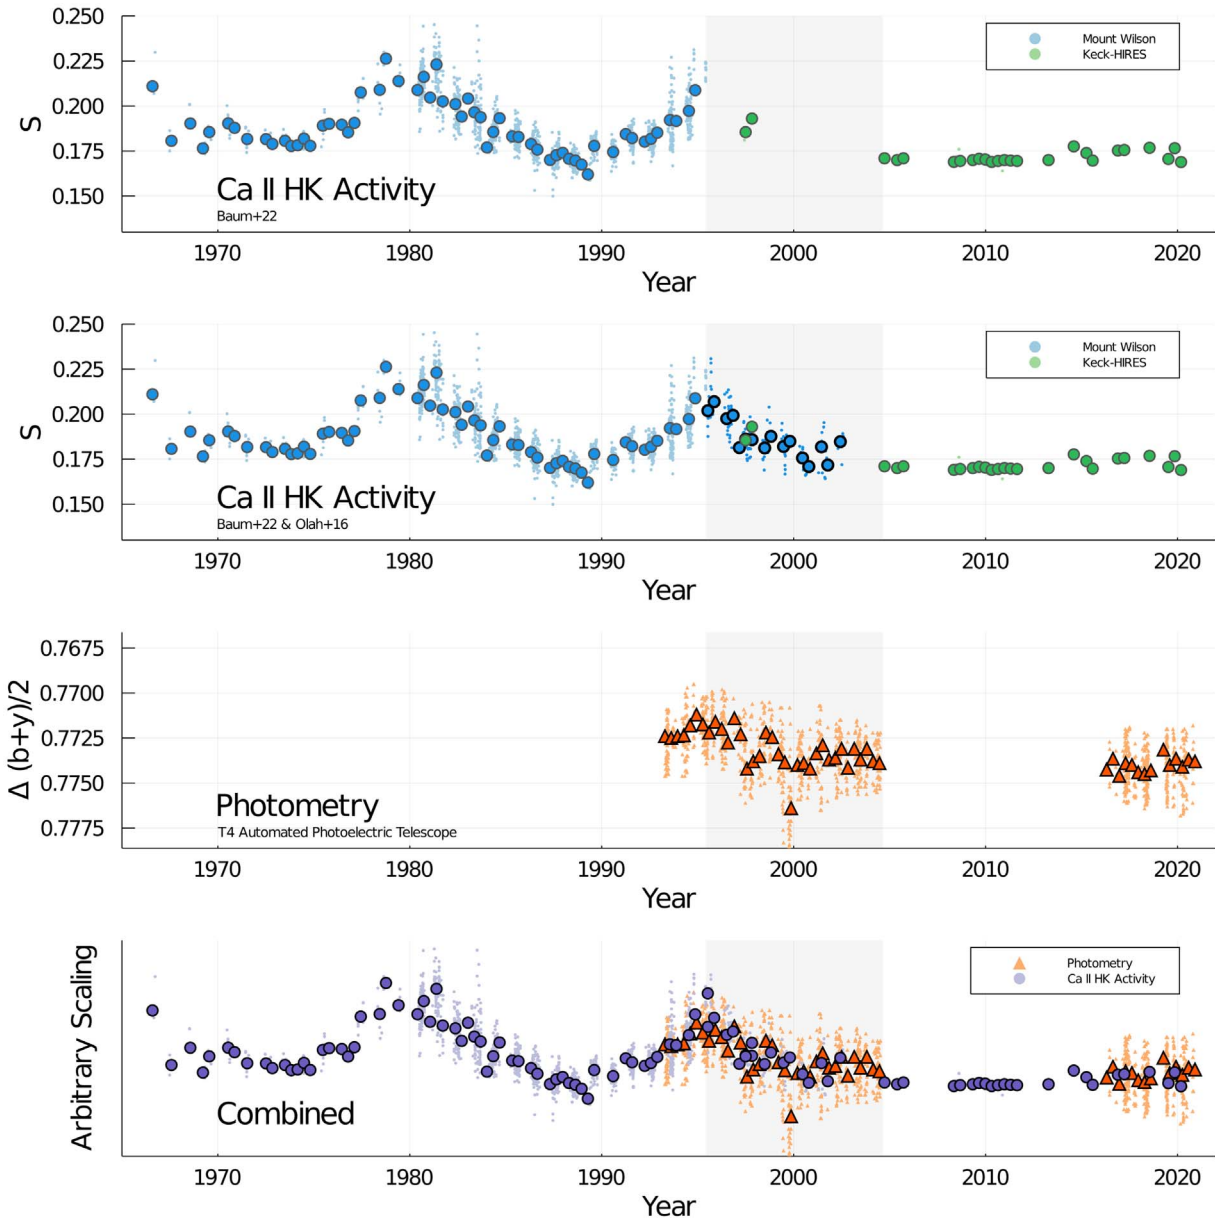 0.250
0.225
0.200
0.175
0.150
S
Mount Wilson
Keck-HIRES
Ca II HK Activity
Baum+22
1970 1980 1990 2000 2010 2020
Year
0.250
0.225
0.200
0.175
0.150
S
Mount Wilson
Keck-HIRES
Ca II HK Activity
Baum+22 & Olah+16
1970 1980 1990 2000 2010 2020
Year
0.7675
0.7700
0.7725
0.7750
0.7775
Δ (b+y)/2
Photometry
T4 Automated Photoelectric Telescope
1970 1980 1990 2000 2010 2020
Year
Arbitrary Scaling
Photometry
Ca II HK Activity
Combined
1970 1980 1990 2000 2010 2020
Year